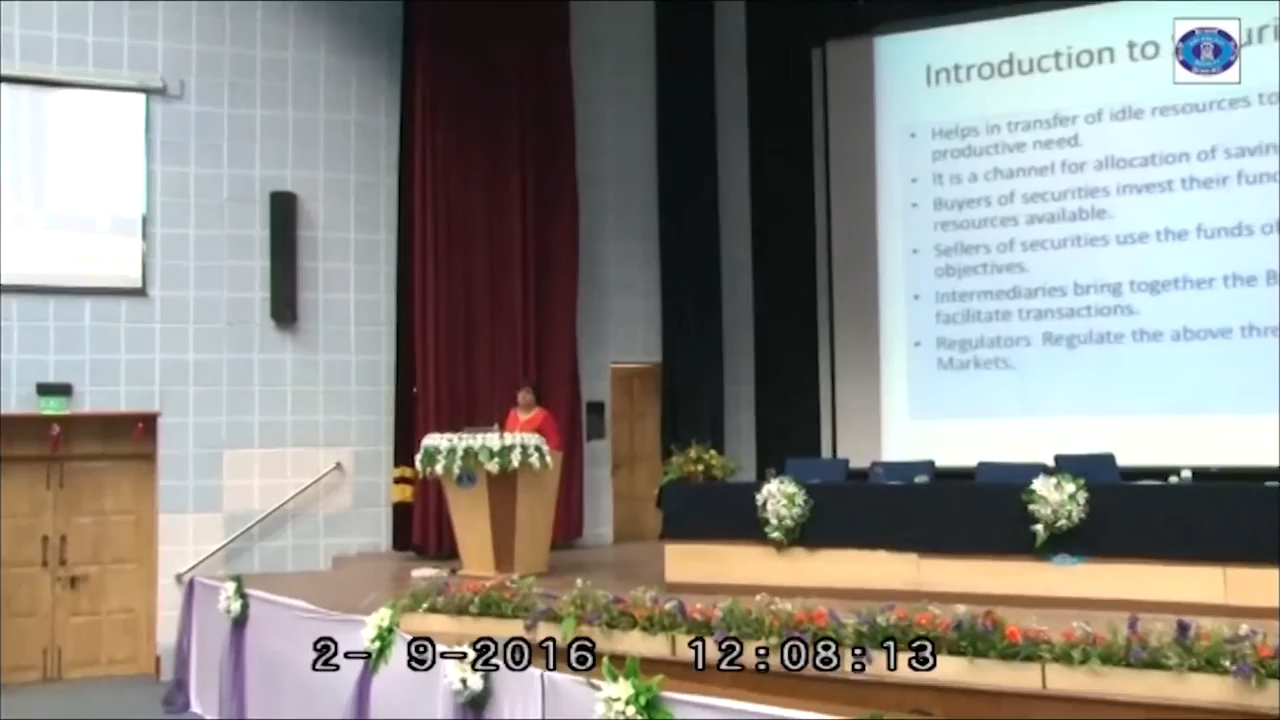 Introduction to
• Helps in transfer of idle resources to
productive need.
• It is a channel for allocation of savin
• Buyers of securities invest their fund
resources available.
• Sellers of securities use the funds of
objectives.
• Intermediaries bring together the B
facilitate transactions.
• Regulators Regulate the above thre
Markets.
2- 9-2016 12:08:13